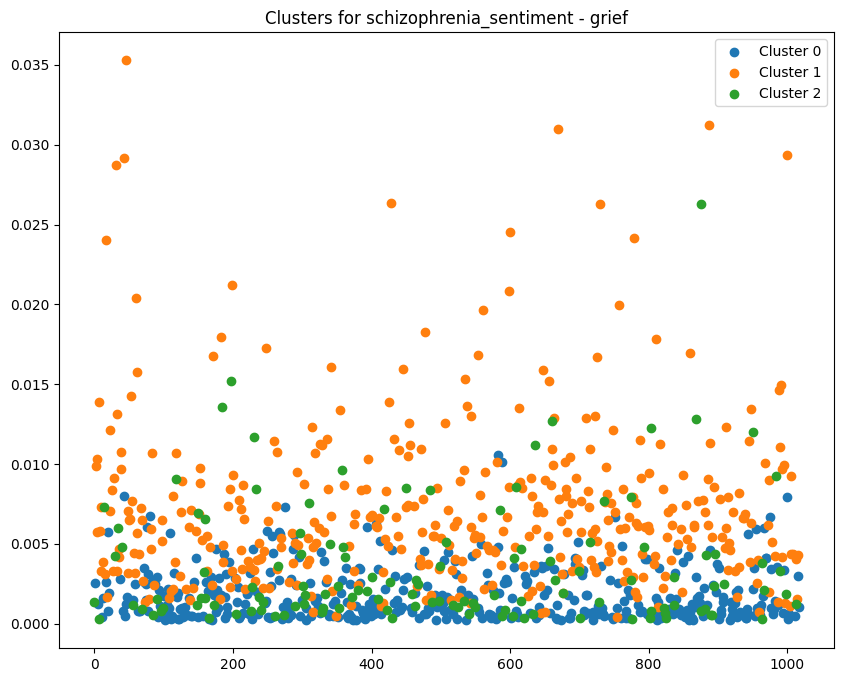 Clusters for schizophrenia_sentiment - grief
Cluster 0
Cluster 1
Cluster 2
0.035
0.030
0.025
0.020
0.015
0.010
0.005
0.000
0 200 400 600 800 1000